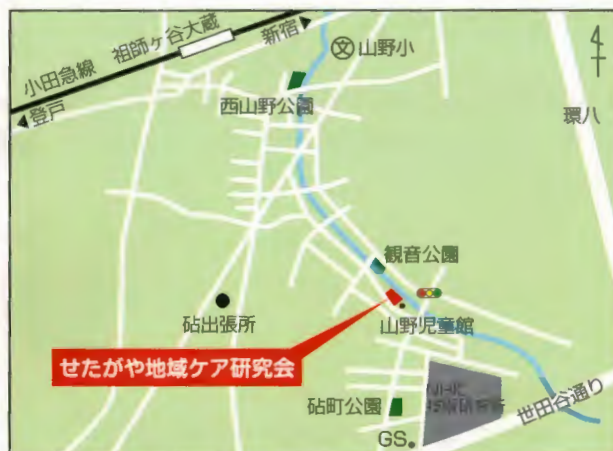 祖師ヶ谷大蔵
新宿
小田急線
登戸
文
山野小
西山野公園
環八
4
観音公園
砧出張所
山野児童館
せたがや地域ケア研究会
砧町公園
世田谷通り
GS